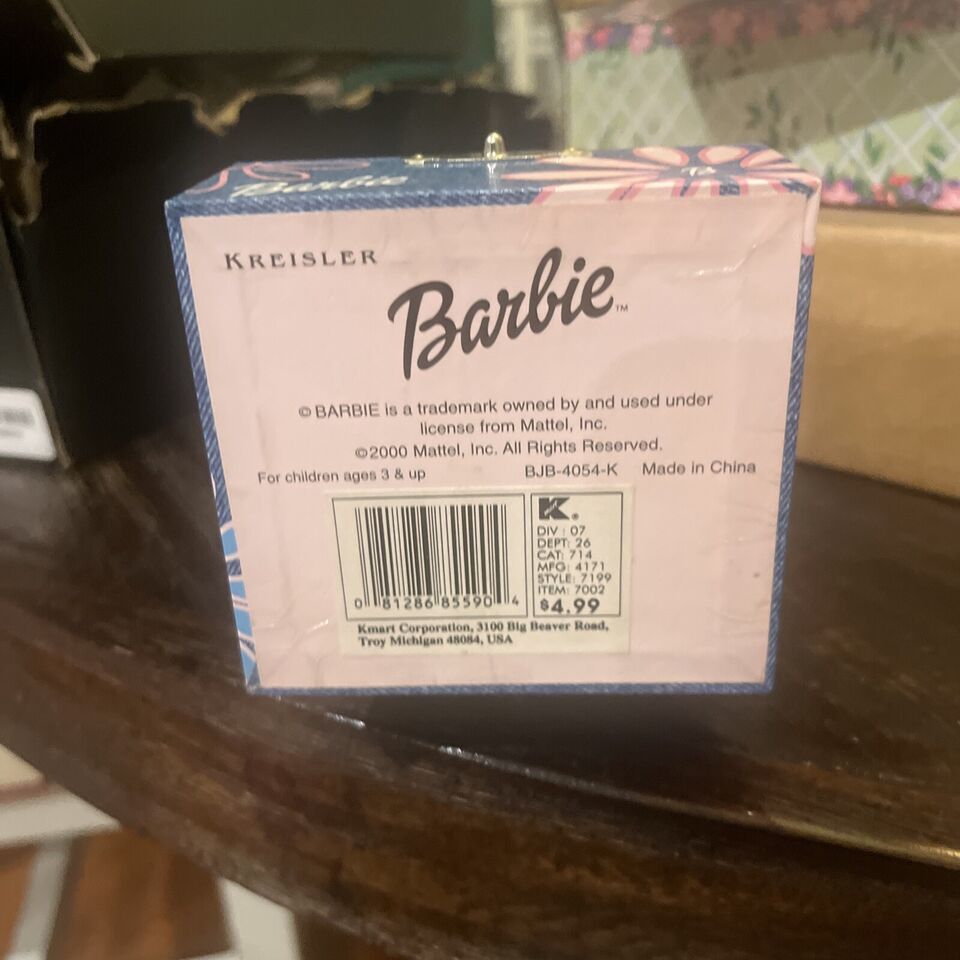 Barbie
B
KREISLER
Barbie™
© BARBIE is a trademark owned by and used under
license from Mattel, Inc.
©2000 Mattel, Inc. All Rights Reserved.
For children ages 3 & up BJB-4054-K Made in China
K®
DIV: 07
DEPT: 26
CAT: 714
MFG: 4171
STYLE: 7199
ITEM: 7002
$4.99
0 81286 85590 4
Kmart Corporation, 3100 Big Beaver Road,
Troy Michigan 48084, USA